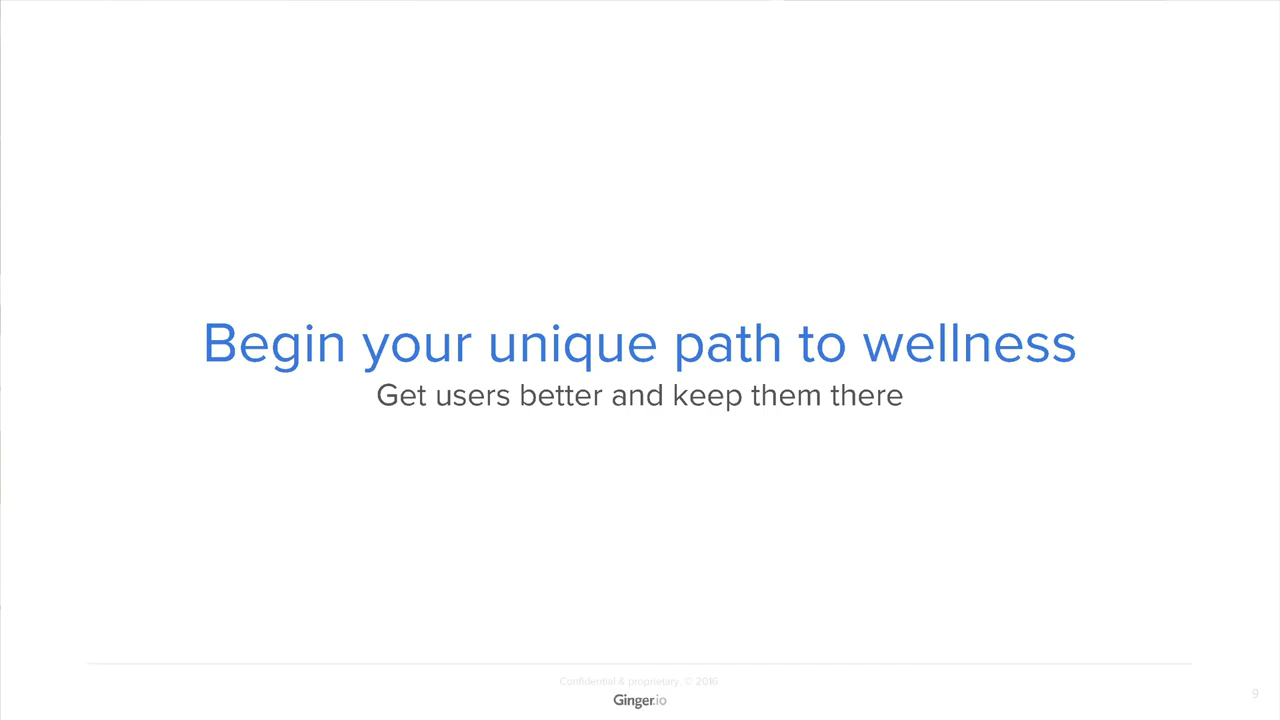 Begin your unique path to wellness
Get users better and keep them there
Confidential & proprietary. © 2016
Ginger.io
9